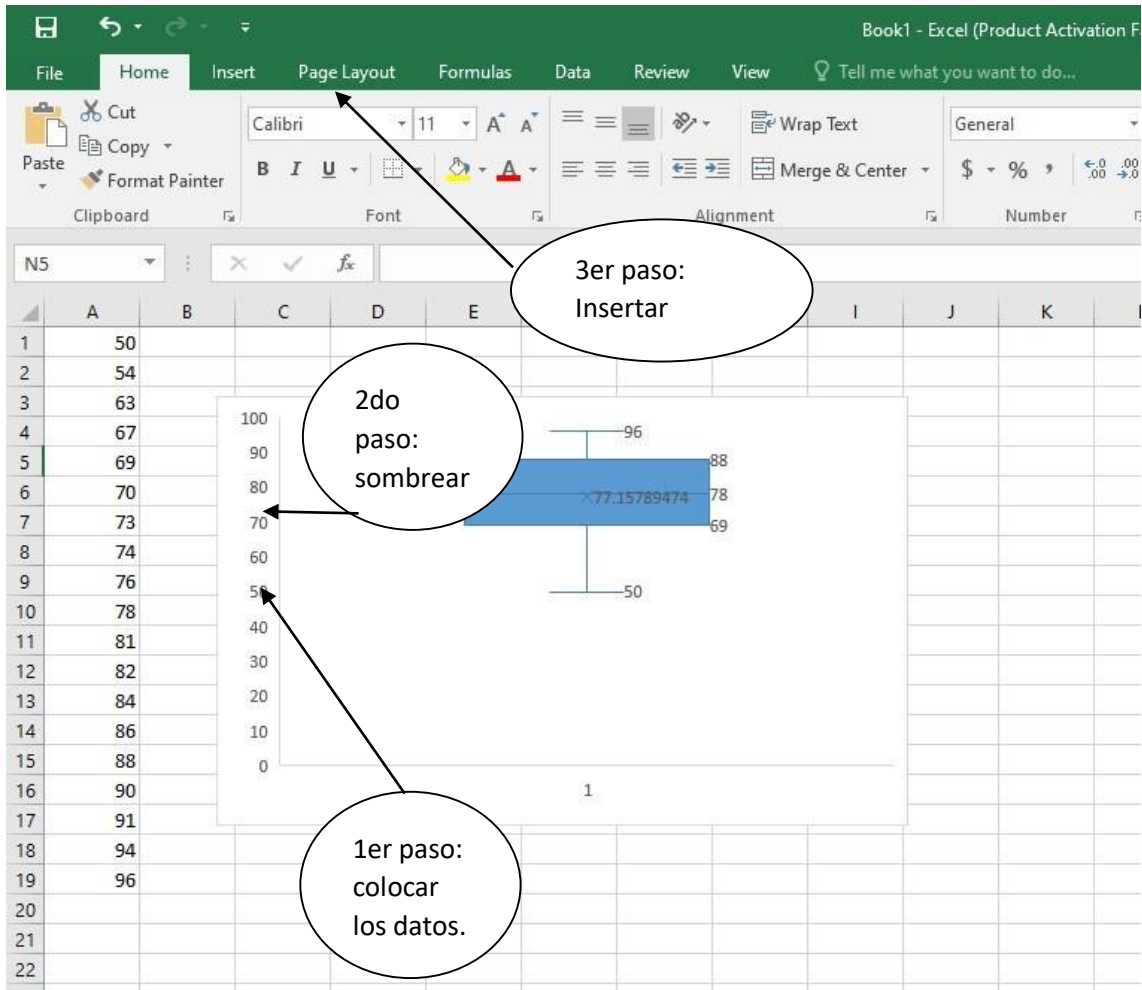 Book1 - Excel (Product Activation F
File Home Insert Page Layout Formulas Data Review View Tell me what you want to do...
Cut
Copy
Format Painter
Paste
Calibri 11 A A
B I U A
Wrap Text
Merge & Center
General
$ % , .0 .00 .00 .0
Clipboard Font Alignment Number
N5 fx
A B C D E I J K
1 50
2 54
3 63
4 67
5 69
6 70
7 73
8 74
9 76
10 78
11 81
12 82
13 84
14 86
15 88
16 90
17 91
18 94
19 96
20
21
22
3er paso:
Insertar
2do
paso:
sombrear
100
90
80
70
60
50
40
30
20
10
0
96
88
77.15789474 78
69
50
1
1er paso:
colocar
los datos.